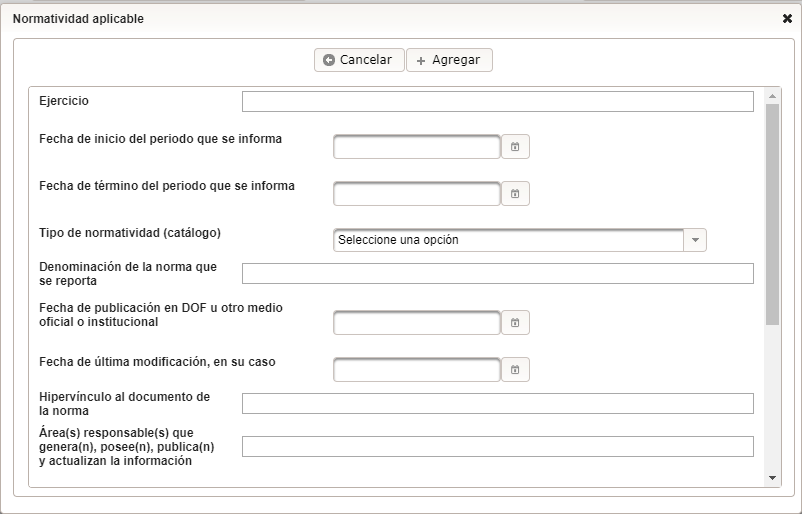 Normatividad aplicable
Cancelar
Agregar
Ejercicio
Fecha de inicio del periodo que se informa
Fecha de término del periodo que se informa
Tipo de normatividad (catálogo)
Seleccione una opción
Denominación de la norma que
se reporta
Fecha de publicación en DOF u otro medio
oficial o institucional
Fecha de última modificación, en su caso
Hipervínculo al documento de
la norma
Área(s) responsable(s) que
genera(n), posee(n), publica(n)
y actualizan la información